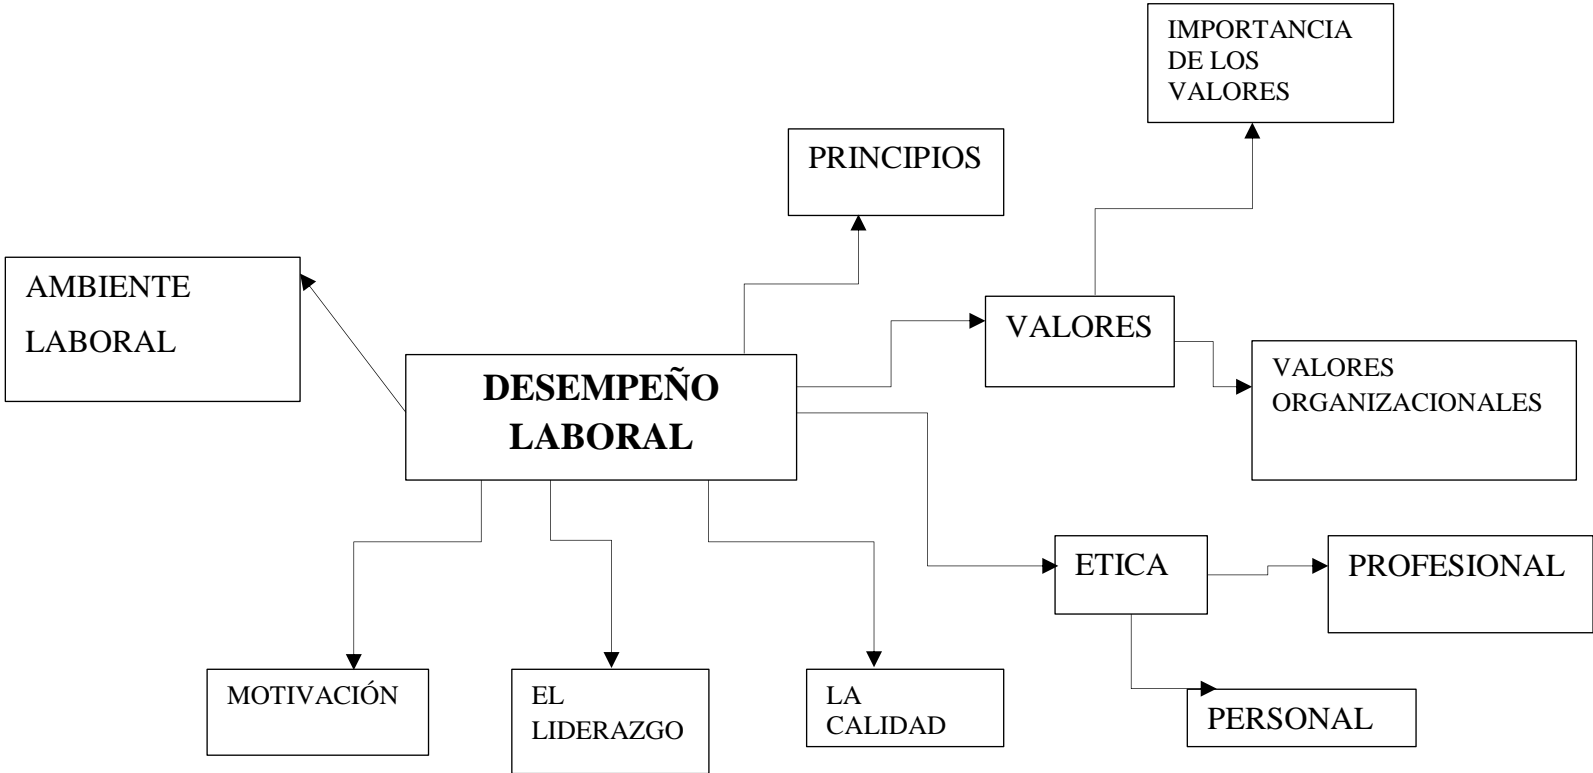 IMPORTANCIA
DE LOS
VALORES
PRINCIPIOS
AMBIENTE
LABORAL
VALORES
DESEMPEÑO
LABORAL
VALORES
ORGANIZACIONALES
ETICA
PROFESIONAL
MOTIVACIÓN
EL
LIDERAZGO
LA
CALIDAD
PERSONAL